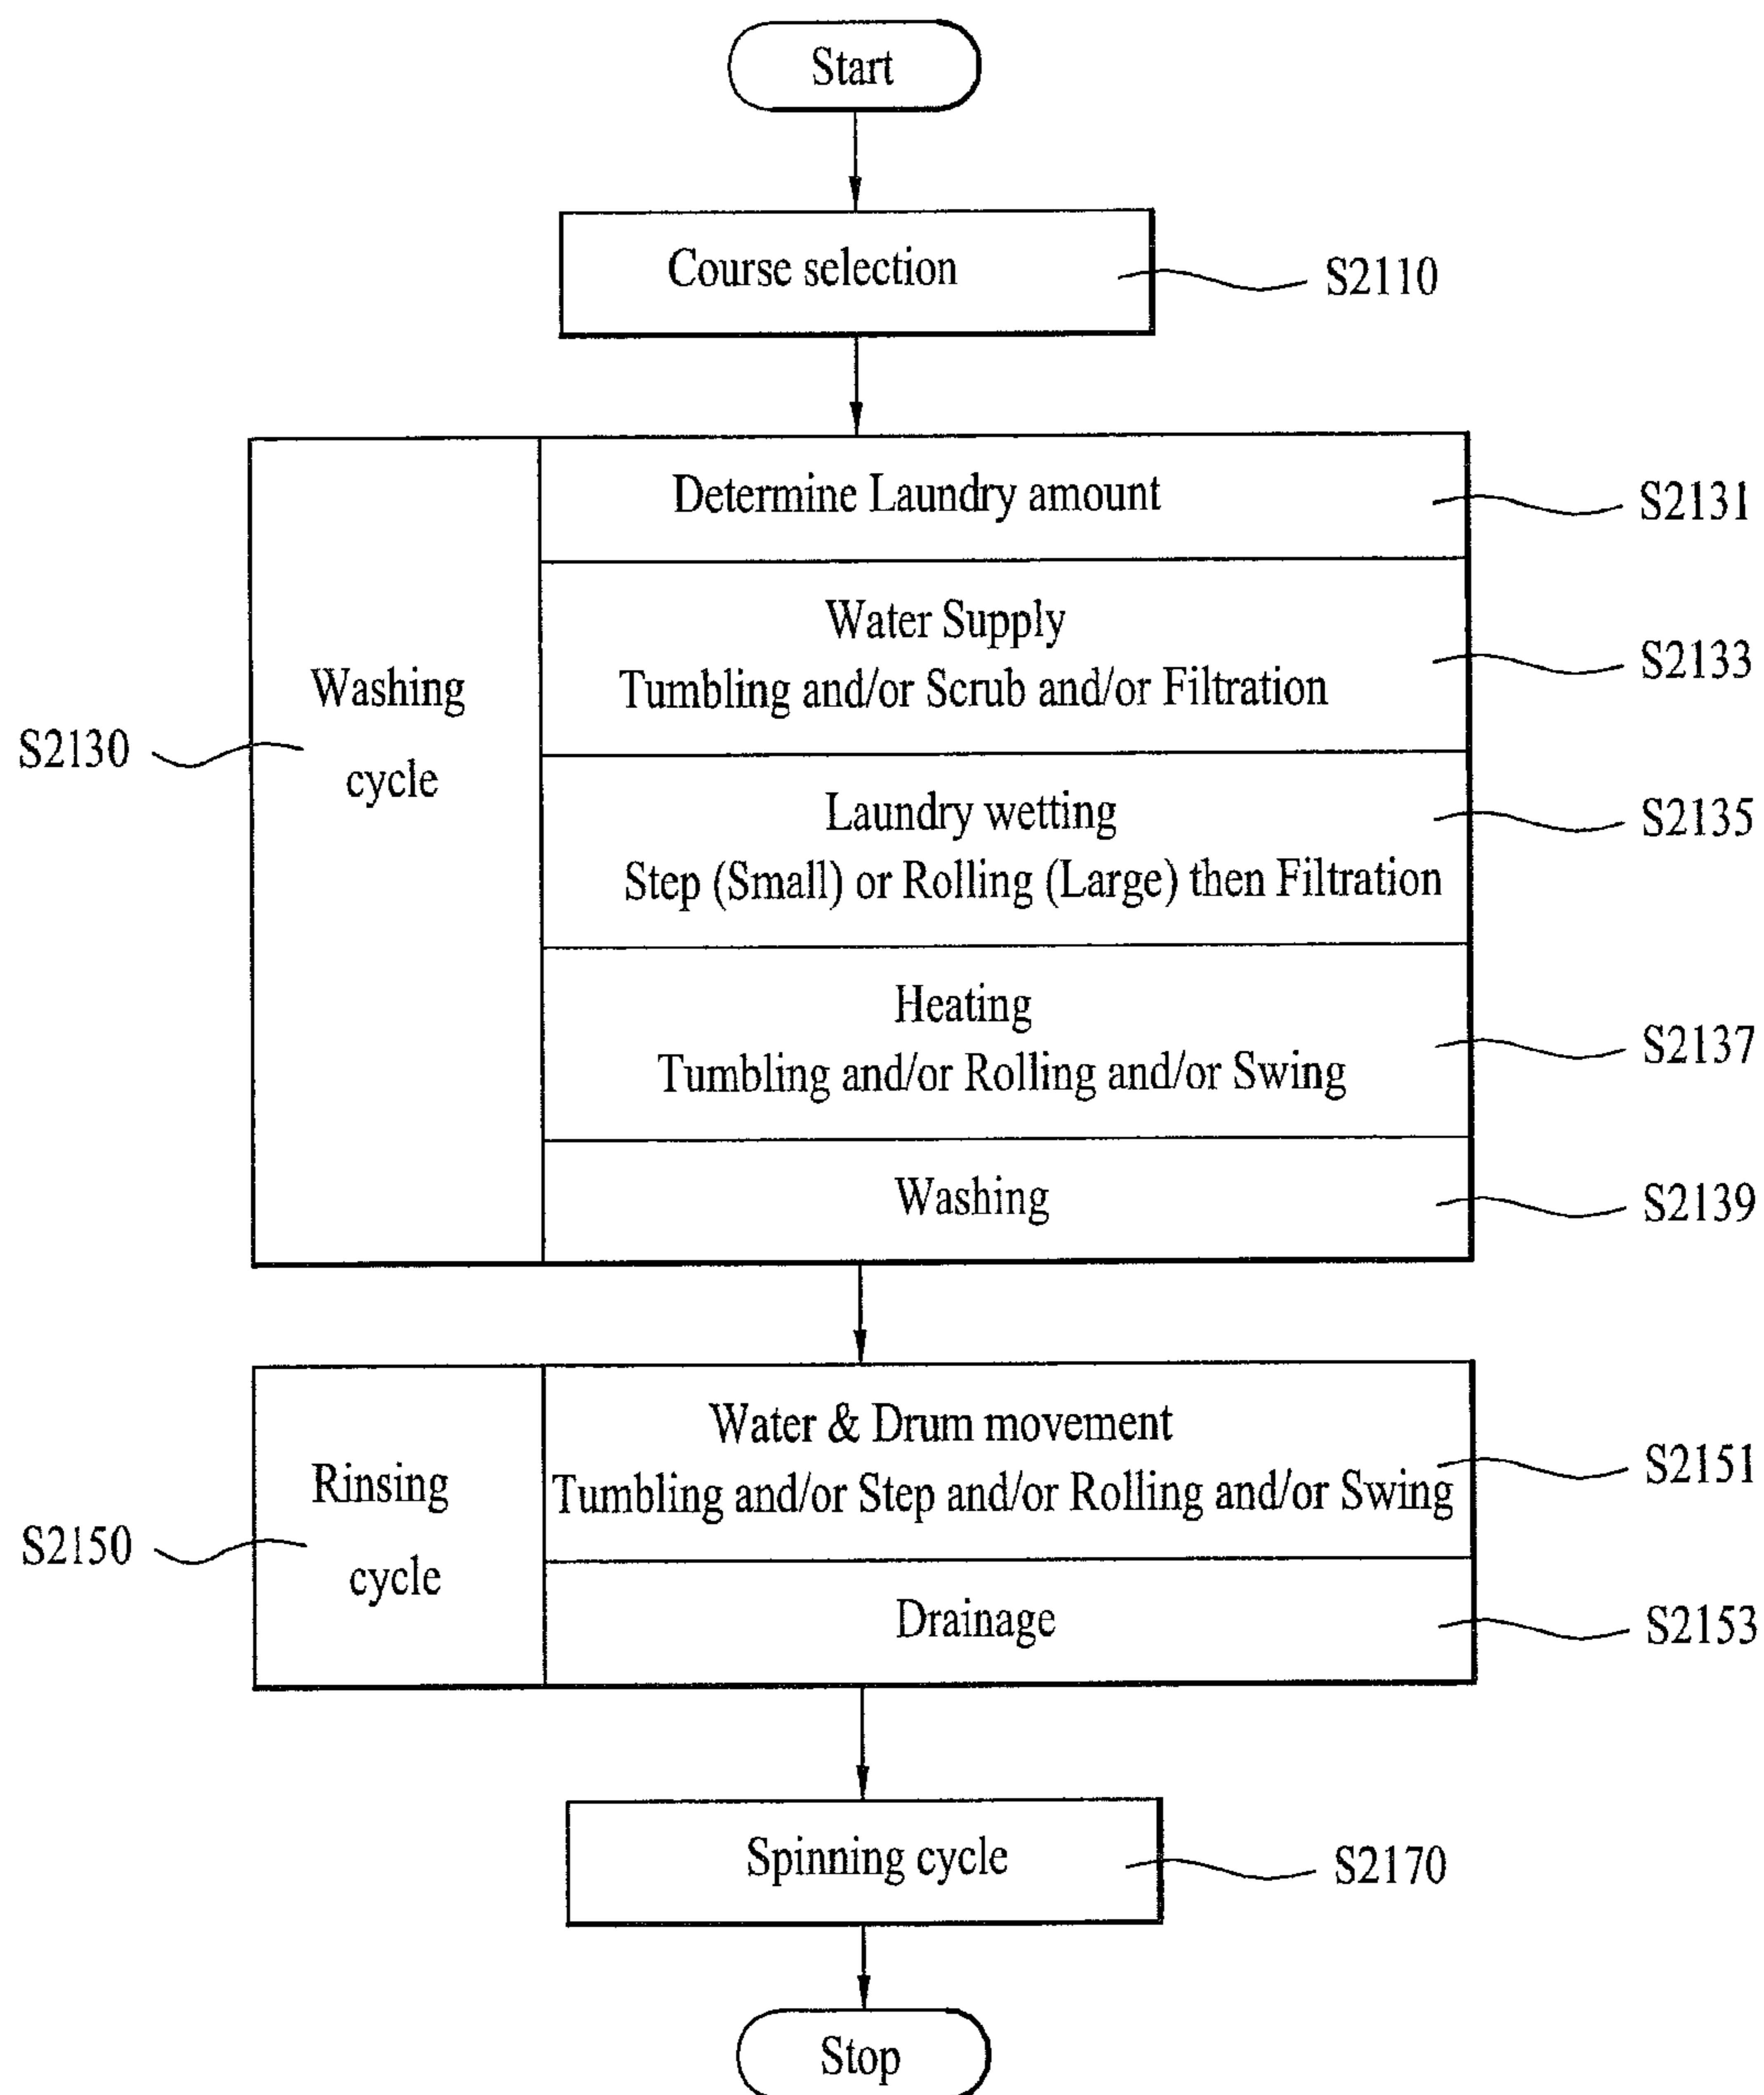 Start
Course selection
S2110
Determine Laundry amount
S2131
Water Supply
Tumbling and/or Scrub and/or Filtration
S2133
Washing
cycle
S2130
Laundry wetting
Step (Small) or Rolling (Large) then Filtration
S2135
Heating
Tumbling and/or Rolling and/or Swing
S2137
Washing
S2139
Water & Drum movement
Tumbling and/or Step and/or Rolling and/or Swing
S2151
Rinsing
cycle
S2150
Drainage
S2153
Spinning cycle
S2170
Stop